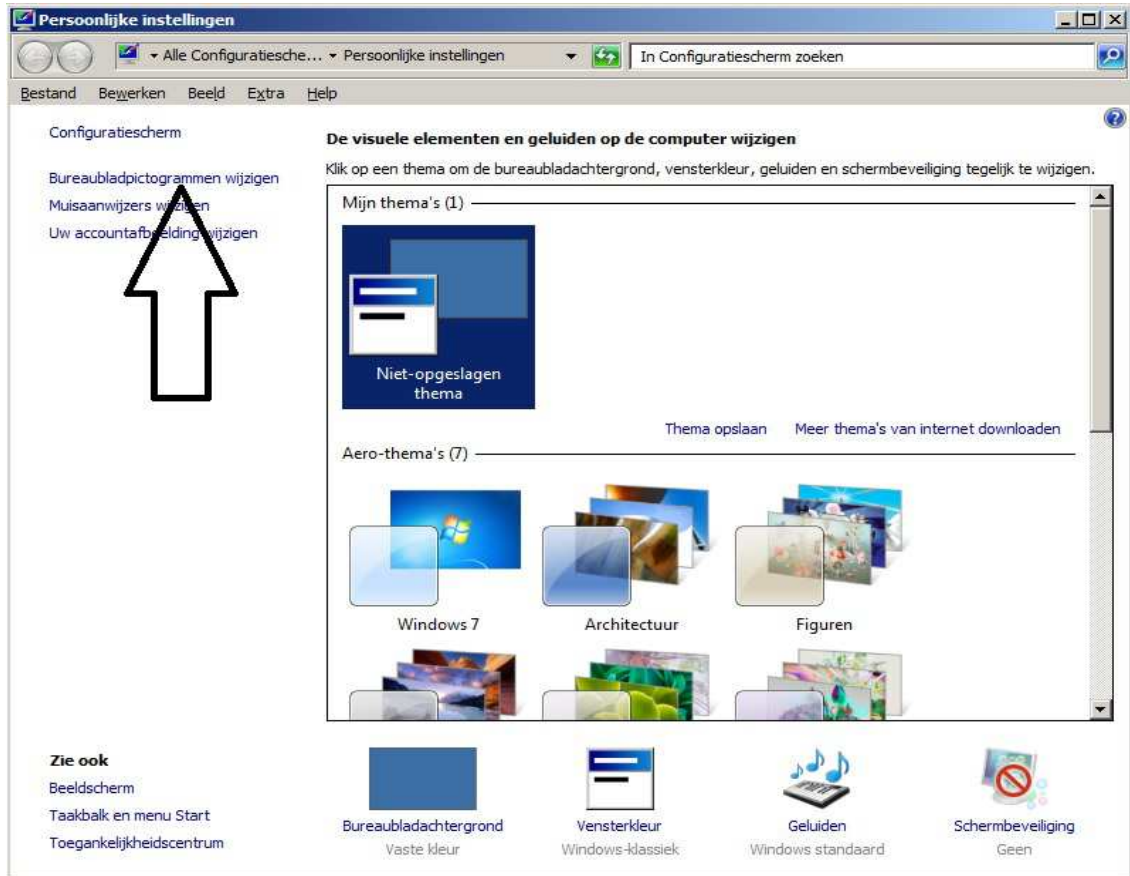 Persoonlijke instellingen
Alle Configuratiesche... Persoonlijke instellingen
In Configuratiescherm zoeken
Bestand Bewerken Beeld Extra Help
Configuratiescherm
Bureaubladpictogrammen wijzigen
Muisaanwijzers wijzigen
Uw accountafbeelding wijzigen
De visuele elementen en geluiden op de computer wijzigen
Klik op een thema om de bureaubladachtergrond, vensterkleur, geluiden en schermbeveiliging tegelijk te wijzigen.
Mijn thema's (1)
Niet-opgeslagen
thema
Thema opslaan Meer thema's van internet downloaden
Aero-thema's (7)
Windows 7 Architectuur Figuren
Zie ook
Beeldscherm
Taakbalk en menu Start
Toegankelijkheidscentrum
Bureaubladachtergrond
Vaste kleur
Vensterkleur
Windows-klassiek
Geluiden
Windows standaard
Schermbeveiliging
Geen